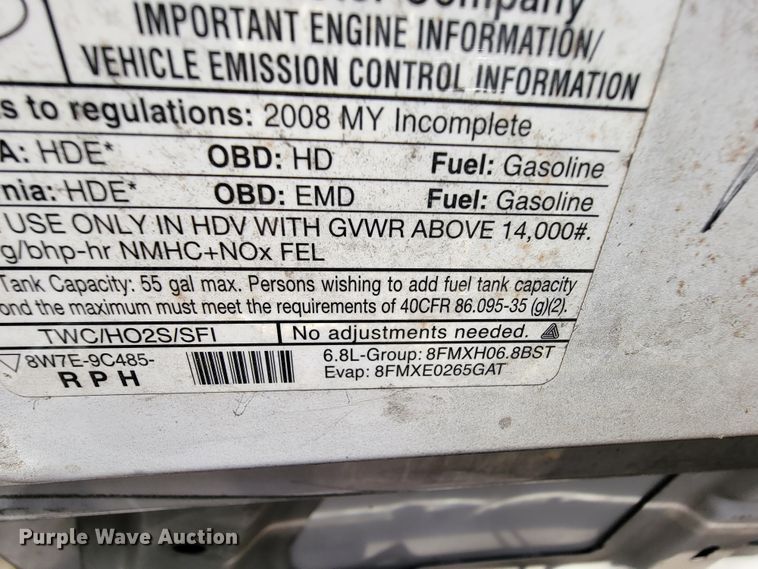 Company
IMPORTANT ENGINE INFORMATION/
VEHICLE EMISSION CONTROL INFORMATION
s to regulations: 2008 MY Incomplete
A: HDE* OBD: HD Fuel: Gasoline
nia: HDE* OBD: EMD Fuel: Gasoline
USE ONLY IN HDV WITH GVWR ABOVE 14,000#.
g/bhp-hr NMHC+NOx FEL
Tank Capacity: 55 gal max. Persons wishing to add fuel tank capacity
ond the maximum must meet the requirements of 40CFR 86.095-35 (g)(2).
TWC/HO2S/SFI No adjustments needed.
8W7E-9C485-
RPH
6.8L-Group: 8FMXH06.8BST
Evap: 8FMXE0265GAT
Purple Wave Auction